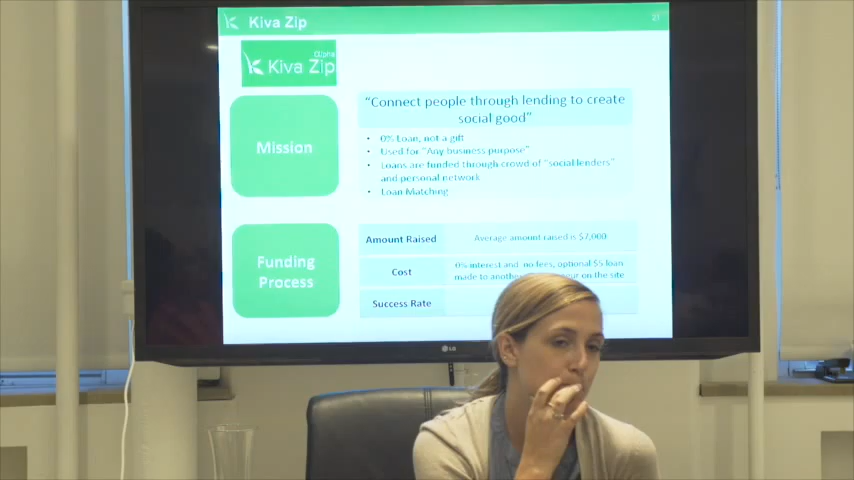 Kiva Zip
21
Kiva Zip
Mission
"Connect people through lending to create
social good"
• 0% Loan, not a gift
• Used for "Any business purpose"
• Loans are funded through crowd of "social lenders"
and personal network
• Loan Matching
Funding
Process
Amount Raised
Average amount raised is $7,000
Cost
0% interest and no fees, optional $5 loan
made to on the site
Success Rate
LG